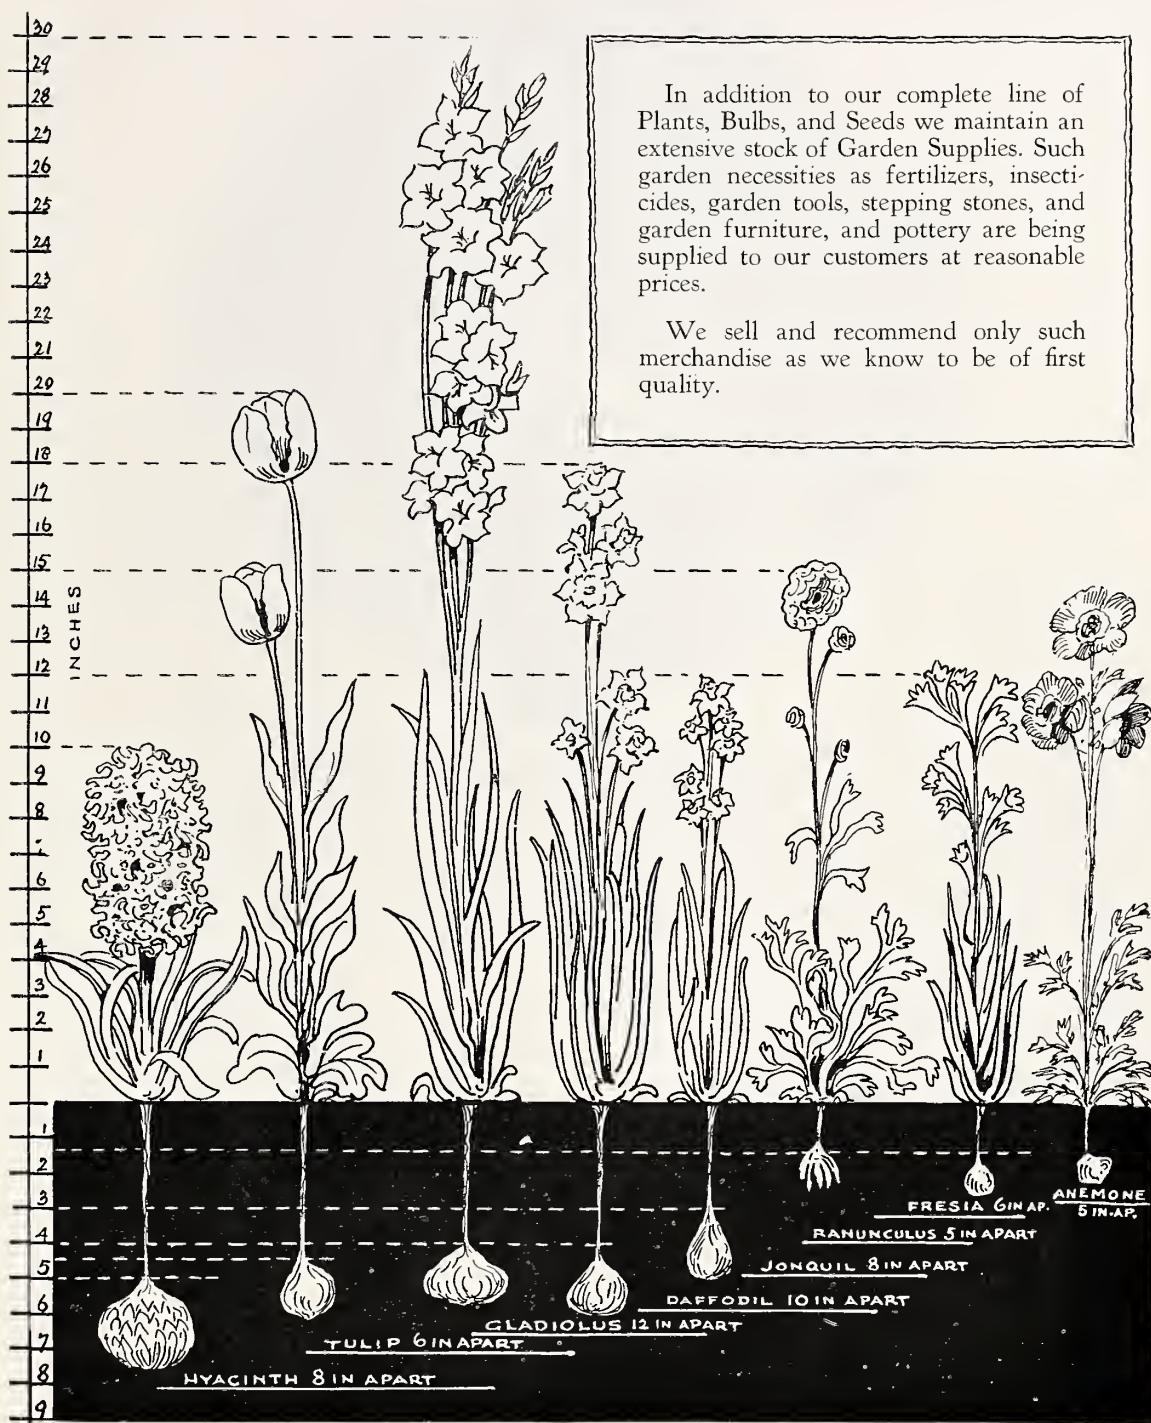 30
29
28
27
26
25
24
23
22
21
20
19
18
17
16
15
14
13
12
11
10
9
8
7
6
5
4
3
2
1
INCHES
In addition to our complete line of
Plants, Bulbs, and Seeds we maintain an
extensive stock of Garden Supplies. Such
garden necessities as fertilizers, insecti-
cides, garden tools, stepping stones, and
garden furniture, and pottery are being
supplied to our customers at reasonable
prices.
We sell and recommend only such
merchandise as we know to be of first
quality.
1
2
3
4
5
6
7
8
9
FRESIA 6 IN AP.
ANEMONE
5 IN-AP.
RANUNCULUS 5 IN APART
JONQUIL 8 IN APART
DAFFODIL 10 IN APART
GLADIOLUS 12 IN APART
TULIP 6 IN APART
HYACINTH 8 IN APART